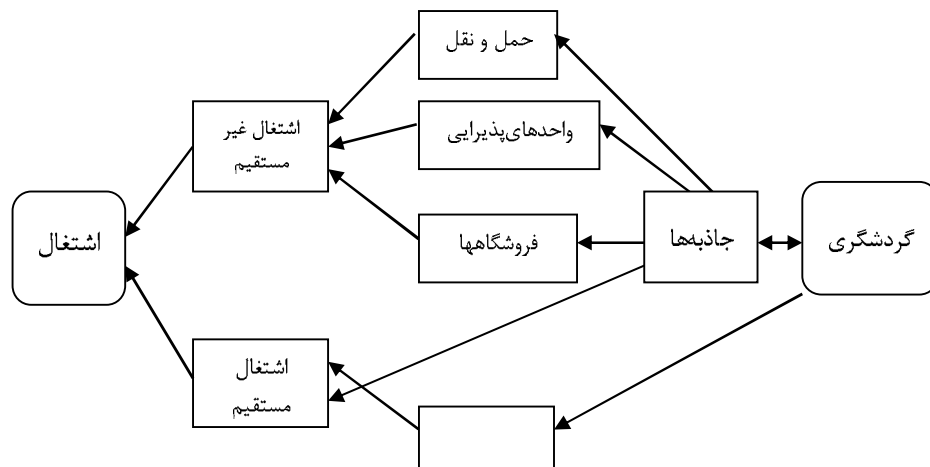 حمل و نقل
واحدهای‌پذیرایی
اشتغال غیر
مستقیم
فروشگاهها
جاذبه‌ها
گردشگری
اشتغال
اشتغال
مستقیم